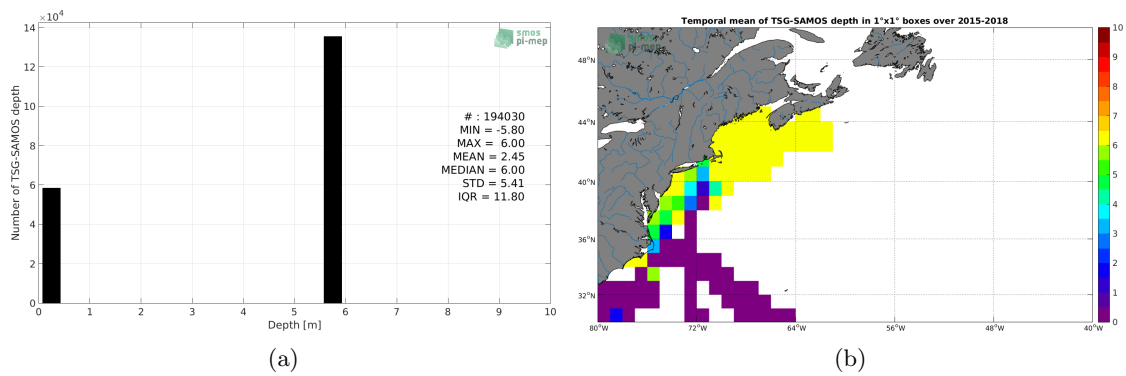 ×10⁴
14
12
10
8
6
4
2
0
Number of TSG-SAMOS depth
smos
pi-mep
# : 194030
MIN = -5.80
MAX = 6.00
MEAN = 2.45
MEDIAN = 6.00
STD = 5.41
IQR = 11.80
0 1 2 3 4 5 6 7 8 9 10
Depth [m]
(a)
Temporal mean of TSG-SAMOS depth in 1°x1° boxes over 2015-2018
smos
pi-mep
48°N
44°N
40°N
36°N
32°N
80°W 72°W 64°W 56°W 48°W 40°W
10
9
8
7
6
5
4
3
2
1
0
(b)